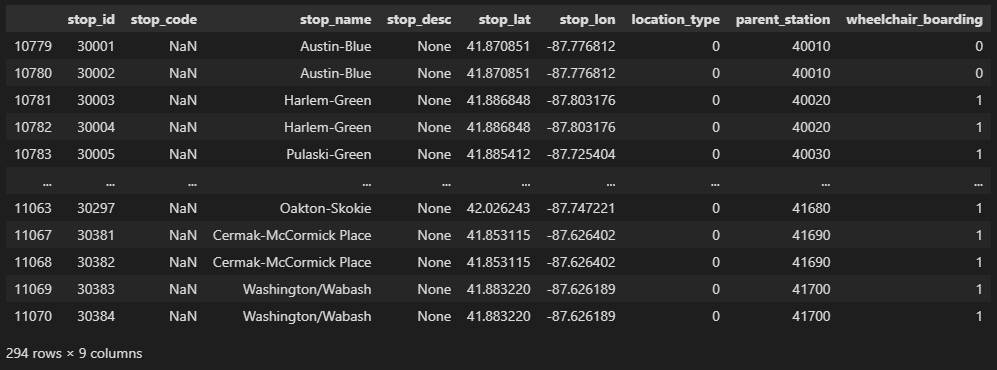 stop_id stop_code stop_name stop_desc stop_lat stop_lon location_type parent_station wheelchair_boarding
10779 30001 NaN Austin-Blue None 41.870851 -87.776812 0 40010 0
10780 30002 NaN Austin-Blue None 41.870851 -87.776812 0 40010 0
10781 30003 NaN Harlem-Green None 41.886848 -87.803176 0 40020 1
10782 30004 NaN Harlem-Green None 41.886848 -87.803176 0 40020 1
10783 30005 NaN Pulaski-Green None 41.885412 -87.725404 0 40030 1
... ... ... ... ... ... ... ... ... ...
11063 30297 NaN Oakton-Skokie None 42.026243 -87.747221 0 41680 1
11067 30381 NaN Cermak-McCormick Place None 41.853115 -87.626402 0 41690 1
11068 30382 NaN Cermak-McCormick Place None 41.853115 -87.626402 0 41690 1
11069 30383 NaN Washington/Wabash None 41.883220 -87.626189 0 41700 1
11070 30384 NaN Washington/Wabash None 41.883220 -87.626189 0 41700 1
294 rows × 9 columns